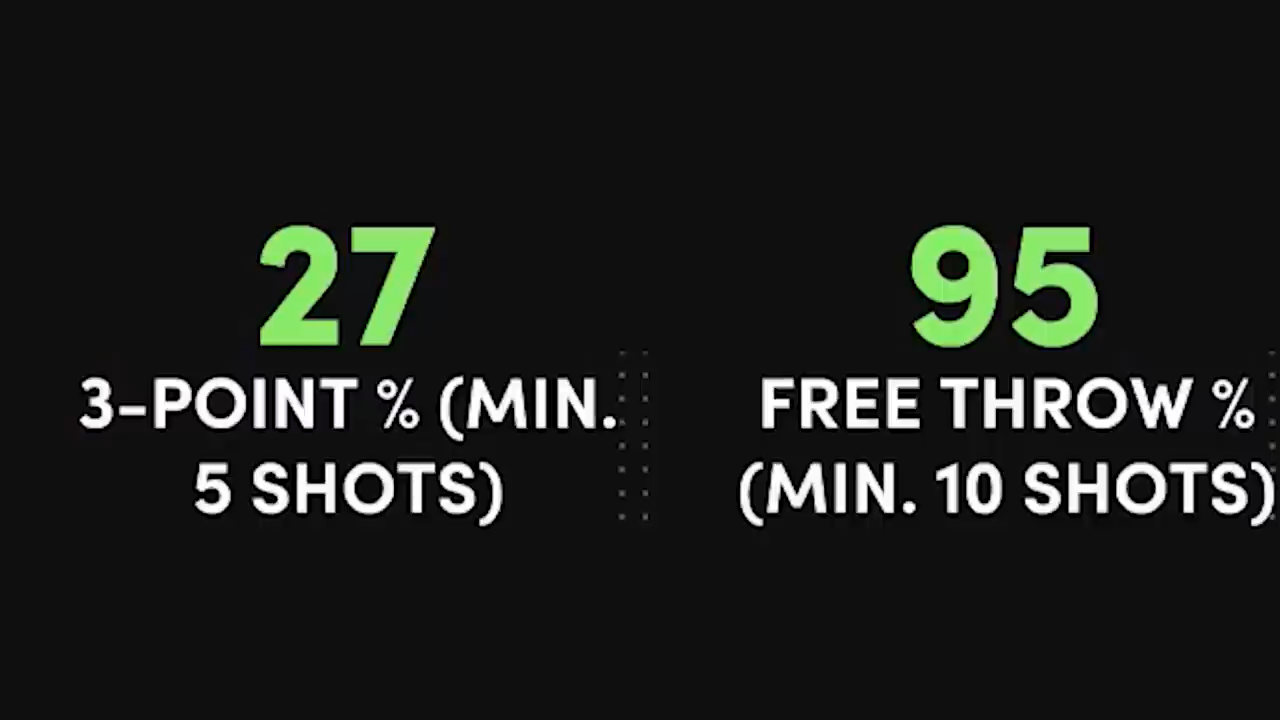 27
3-POINT % (MIN.
5 SHOTS)
95
FREE THROW %
(MIN. 10 SHOTS)